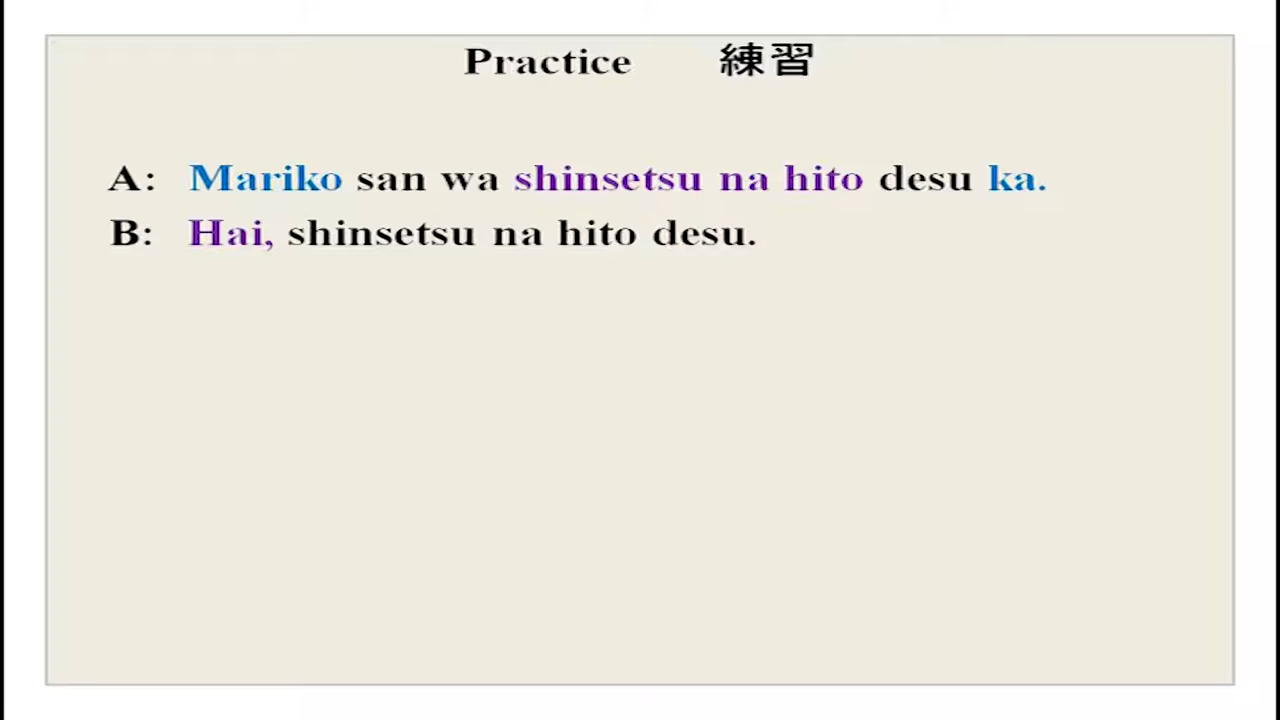 Practice 練習
A: Mariko san wa shinsetsu na hito desu ka.
B: Hai, shinsetsu na hito desu.